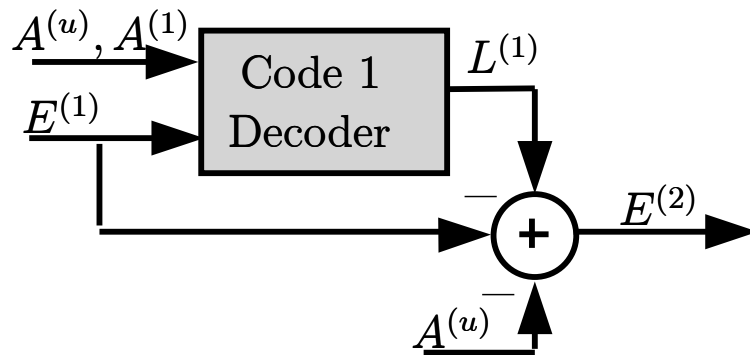 A^{(u)}, A^{(1)}
E^{(1)}
Code 1
Decoder
L^{(1)}
−
+
E^{(2)}
−
A^{(u)}